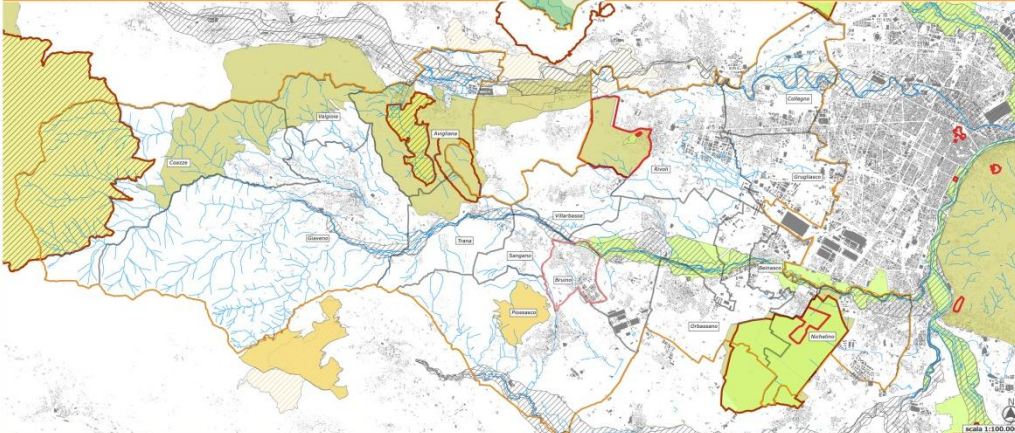 Collegno
Valgioie
Avigliana
Coazze
Rivoli
Grugliasco
Villarbasse
Giaveno
Trana
Sangano
Beinasco
Bruino
Piossasco
Orbassano
Nichelino
N
scala 1:100.000